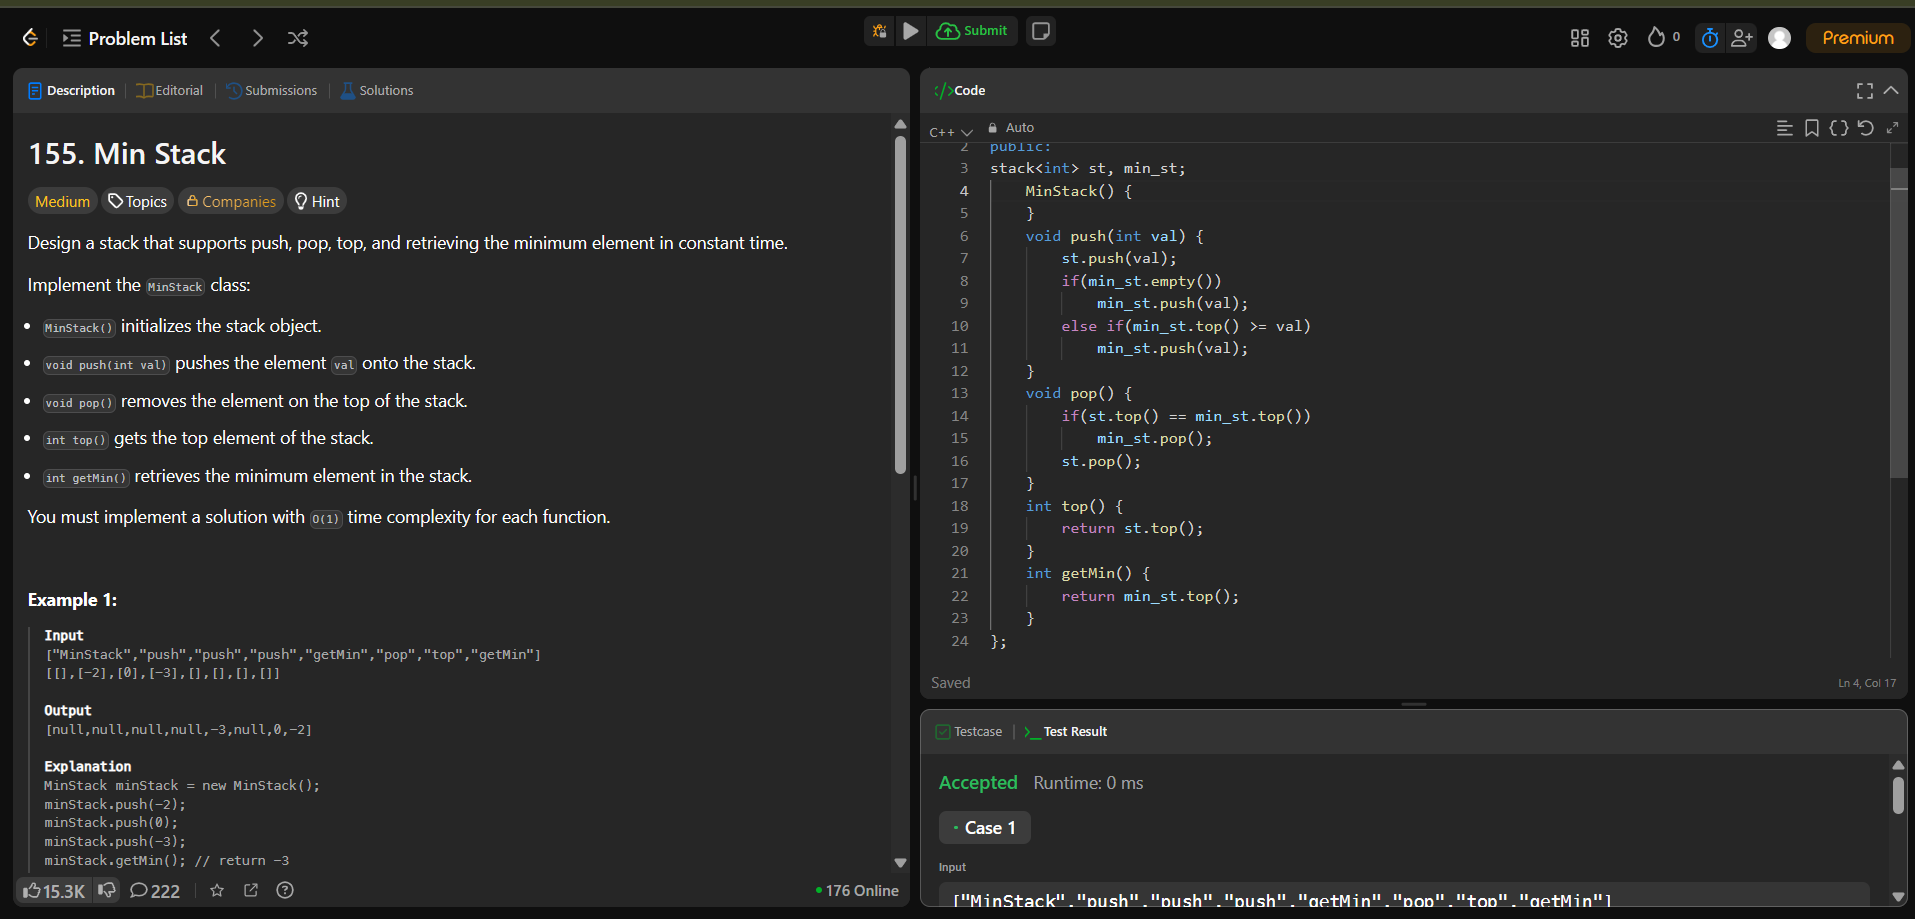 Problem List
Submit
0
Premium
Description
Editorial
Submissions
Solutions
155. Min Stack
Medium
Topics
Companies
Hint
Design a stack that supports push, pop, top, and retrieving the minimum element in constant time.
Implement the MinStack class:
• MinStack() initializes the stack object.
• void push(int val) pushes the element val onto the stack.
• void pop() removes the element on the top of the stack.
• int top() gets the top element of the stack.
• int getMin() retrieves the minimum element in the stack.
You must implement a solution with O(1) time complexity for each function.
Example 1:
Input
["MinStack","push","push","push","getMin","pop","top","getMin"]
[[],[-2],[0],[-3],[],[],[],[]]
Output
[null,null,null,null,-3,null,0,-2]
Explanation
MinStack minStack = new MinStack();
minStack.push(-2);
minStack.push(0);
minStack.push(-3);
minStack.getMin(); // return -3
15.3K
222
176 Online
</>Code
C++
Auto
2 public:
3 stack<int> st, min_st;
4 MinStack() {
5 }
6 void push(int val) {
7 st.push(val);
8 if(min_st.empty())
9 min_st.push(val);
10 else if(min_st.top() >= val)
11 min_st.push(val);
12 }
13 void pop() {
14 if(st.top() == min_st.top())
15 min_st.pop();
16 st.pop();
17 }
18 int top() {
19 return st.top();
20 }
21 int getMin() {
22 return min_st.top();
23 }
24 };
Saved
Ln 4, Col 17
Testcase
>_ Test Result
Accepted
Runtime: 0 ms
• Case 1
Input
["MinStack","push","push","push","getMin","pop","top","getMin"]